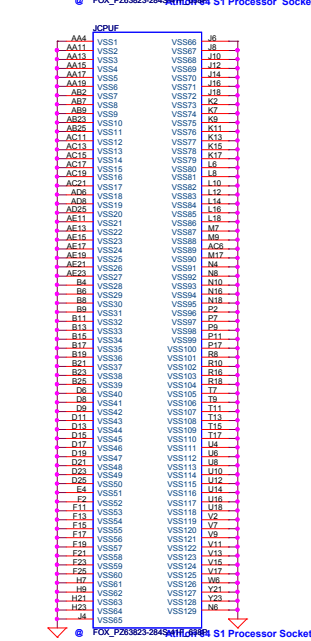 @ FOX_PZ63823-284S Athlon 64 S1 Processor Socke
JCPUF
AA4 VSS1 VSS66 J6
AA11 VSS2 VSS67 J8
AA13 VSS3 VSS68 J10
AA15 VSS4 VSS69 J12
AA17 VSS5 VSS70 J14
AA19 VSS6 VSS71 J16
AB2 VSS7 VSS72 J18
AB7 VSS8 VSS73 K2
AB9 VSS9 VSS74 K7
AB23 VSS10 VSS75 K9
AB25 VSS11 VSS76 K11
AC11 VSS12 VSS77 K13
AC13 VSS13 VSS78 K15
AC15 VSS14 VSS79 K17
AC17 VSS15 VSS80 L6
AC19 VSS16 VSS81 L8
AC21 VSS17 VSS82 L10
AD6 VSS18 VSS83 L12
AD8 VSS19 VSS84 L14
AD25 VSS20 VSS85 L16
AE11 VSS21 VSS86 L18
AE13 VSS22 VSS87 M7
AE15 VSS23 VSS88 M9
AE17 VSS24 VSS89 AC6
AE19 VSS25 VSS90 M17
AE21 VSS26 VSS91 N4
AE23 VSS27 VSS92 N8
B4 VSS28 VSS93 N10
B6 VSS29 VSS94 N16
B8 VSS30 VSS95 N18
B9 VSS31 VSS96 P2
B11 VSS32 VSS97 P7
B13 VSS33 VSS98 P9
B15 VSS34 VSS99 P11
B17 VSS35 VSS100 P17
B19 VSS36 VSS101 R8
B21 VSS37 VSS102 R10
B23 VSS38 VSS103 R16
B25 VSS39 VSS104 R18
D6 VSS40 VSS105 T7
D8 VSS41 VSS106 T9
D9 VSS42 VSS107 T11
D11 VSS43 VSS108 T13
D13 VSS44 VSS109 T15
D15 VSS45 VSS110 T17
D17 VSS46 VSS111 U4
D19 VSS47 VSS112 U6
D21 VSS48 VSS113 U8
D23 VSS49 VSS114 U10
D25 VSS50 VSS115 U12
E4 VSS51 VSS116 U14
F2 VSS52 VSS117 U16
F11 VSS53 VSS118 U18
F13 VSS54 VSS119 V2
F15 VSS55 VSS120 V7
F17 VSS56 VSS121 V9
F19 VSS57 VSS122 V11
F21 VSS58 VSS123 V13
F23 VSS59 VSS124 V15
F25 VSS60 VSS125 V17
H7 VSS61 VSS126 W6
H9 VSS62 VSS127 Y21
H21 VSS63 VSS128 Y23
H23 VSS64 VSS129 N6
J4 VSS65
@ FOX_PZ63823-284S Athlon 64 S1 Processor Socket